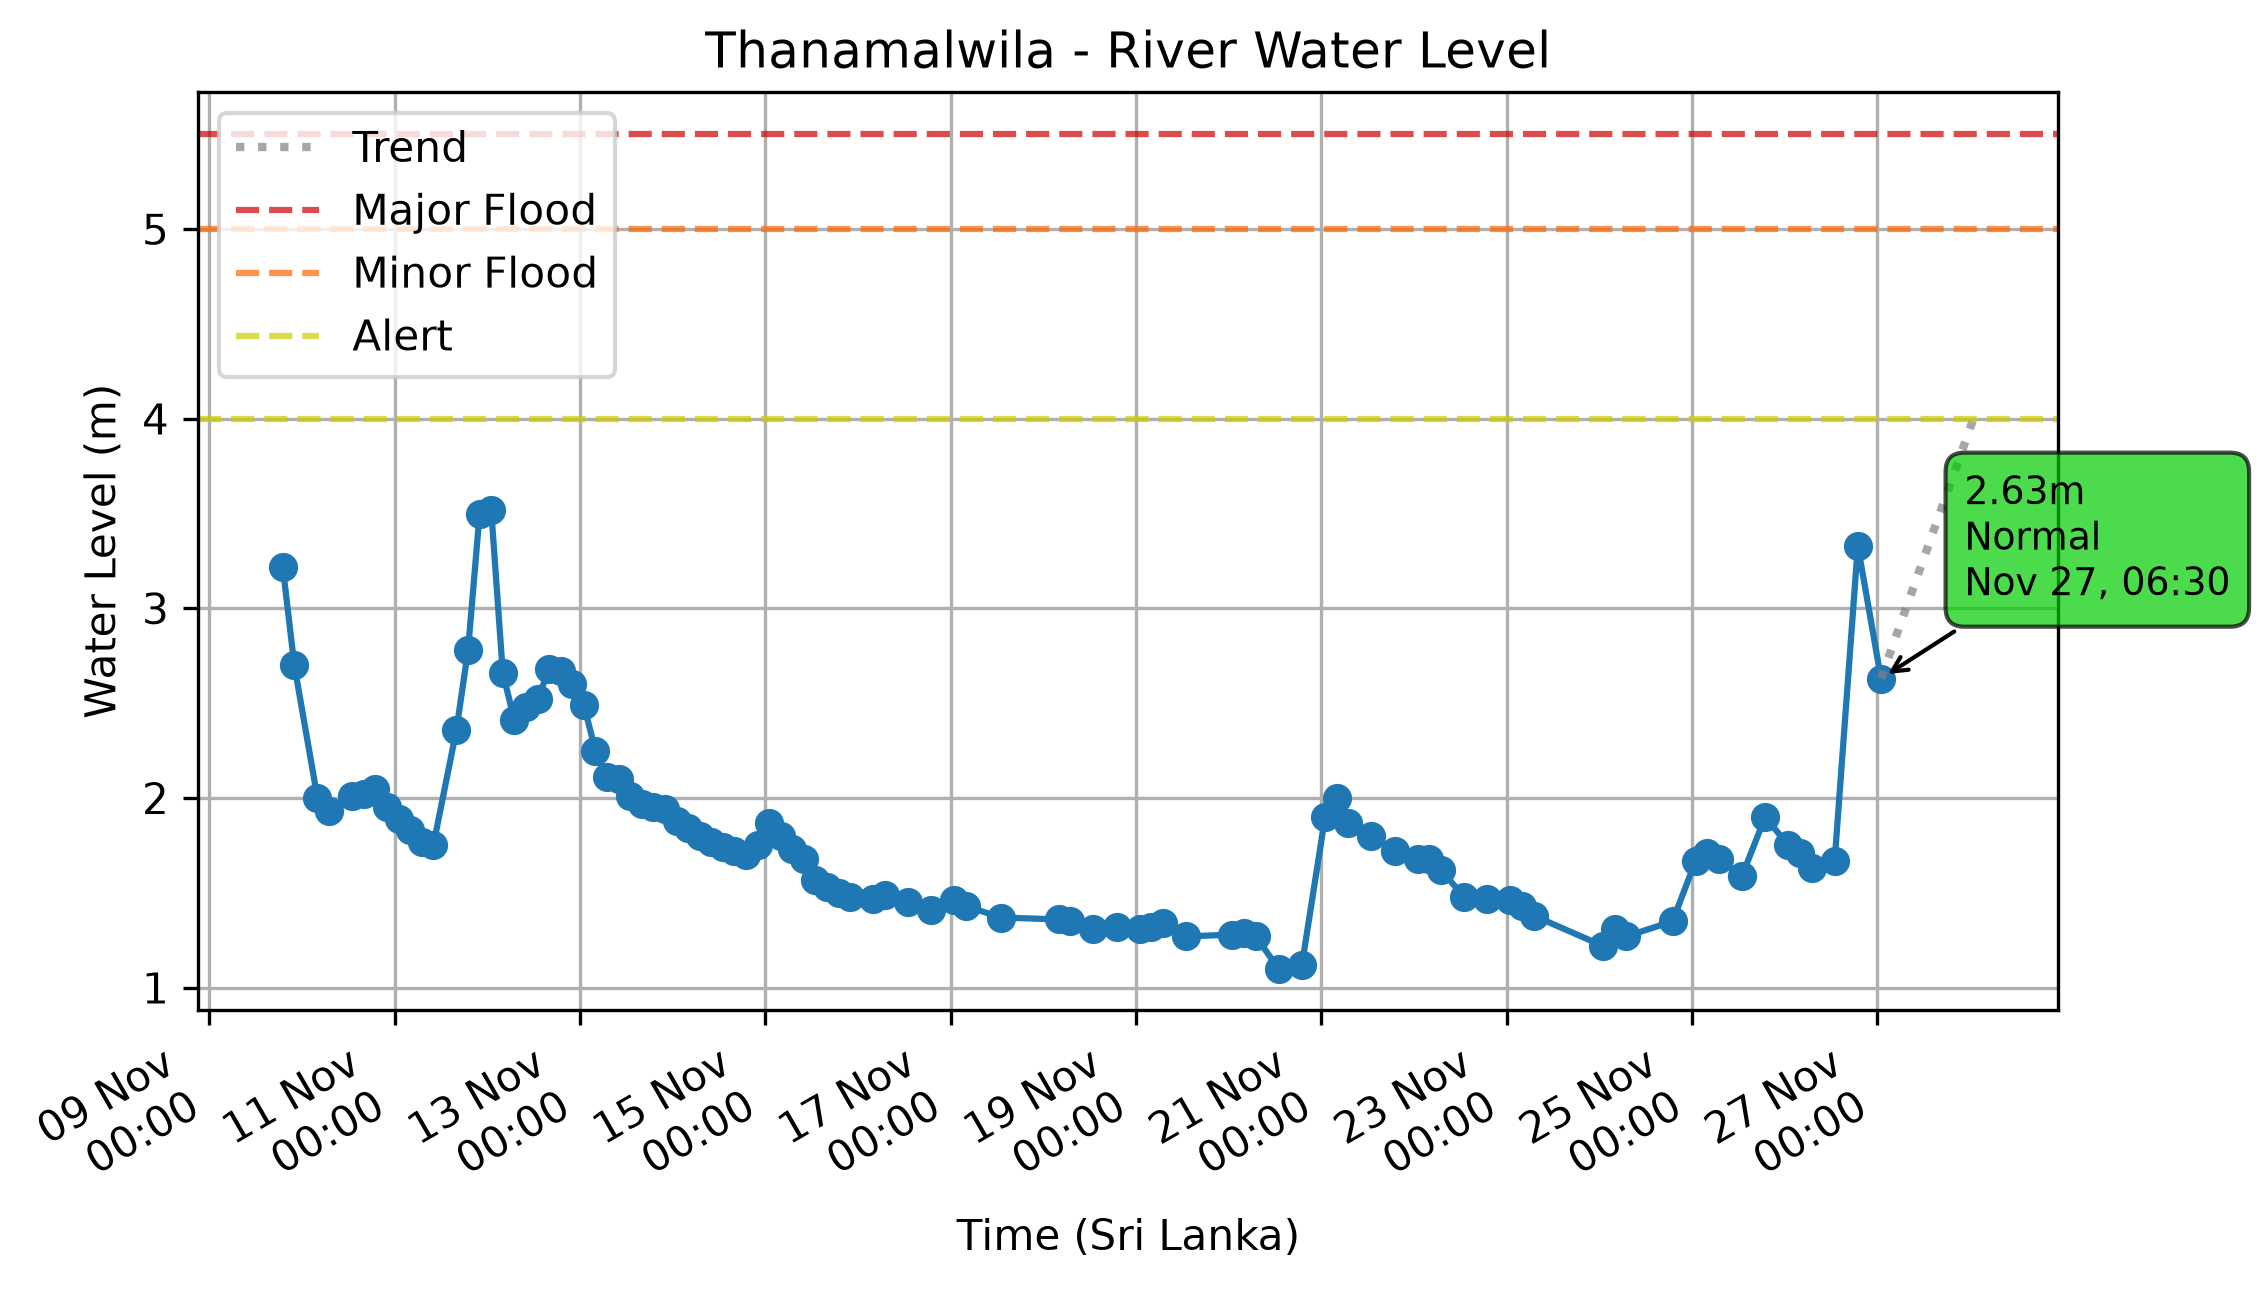 Thanamalwila - River Water Level
Trend
Major Flood
Minor Flood
Alert
5
4
3
2
1
Water Level (m)
2.63m
Normal
Nov 27, 06:30
09 Nov
00:00
11 Nov
00:00
13 Nov
00:00
15 Nov
00:00
17 Nov
00:00
19 Nov
00:00
21 Nov
00:00
23 Nov
00:00
25 Nov
00:00
27 Nov
00:00
Time (Sri Lanka)